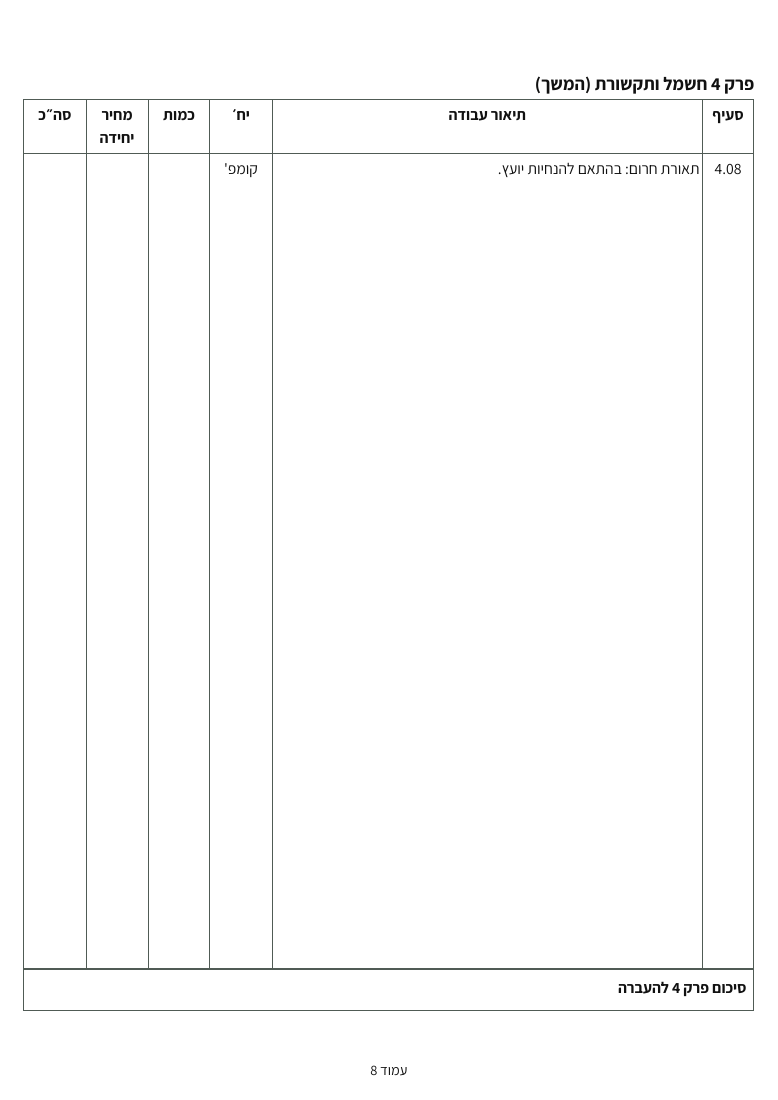 פרק 4 חשמל ותקשורת (המשך)
סעיף תיאור עבודה יח׳ כמות מחיר יחידה סה״כ
4.08 תאורת חרום: בהתאם להנחיות יועץ. קומפ'
סיכום פרק 4 להעברה
עמוד 8